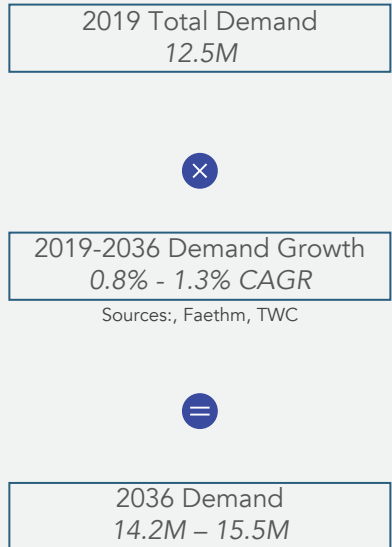 2019 Total Demand
12.5M
×
2019-2036 Demand Growth
0.8% - 1.3% CAGR
Sources:, Faethm, TWC
=
2036 Demand
14.2M – 15.5M